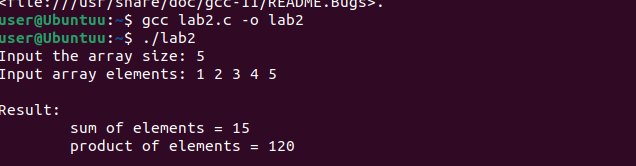 <file:///usr/share/doc/gcc-11/README.Bugs>.
user@Ubuntuu:~$ gcc lab2.c -o lab2
user@Ubuntuu:~$ ./lab2
Input the array size: 5
Input array elements: 1 2 3 4 5

Result:
        sum of elements = 15
        product of elements = 120